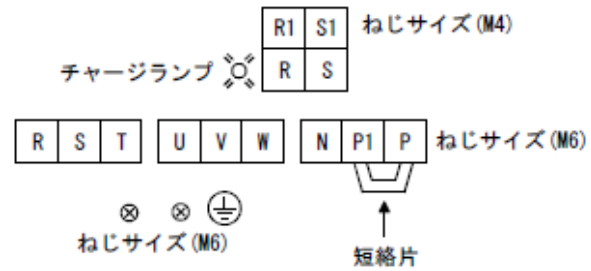 R1 S1 ねじサイズ(M4)
チャージランプ R S
R S T U V W N P1 P ねじサイズ(M6)
ねじサイズ(M6)
短絡片